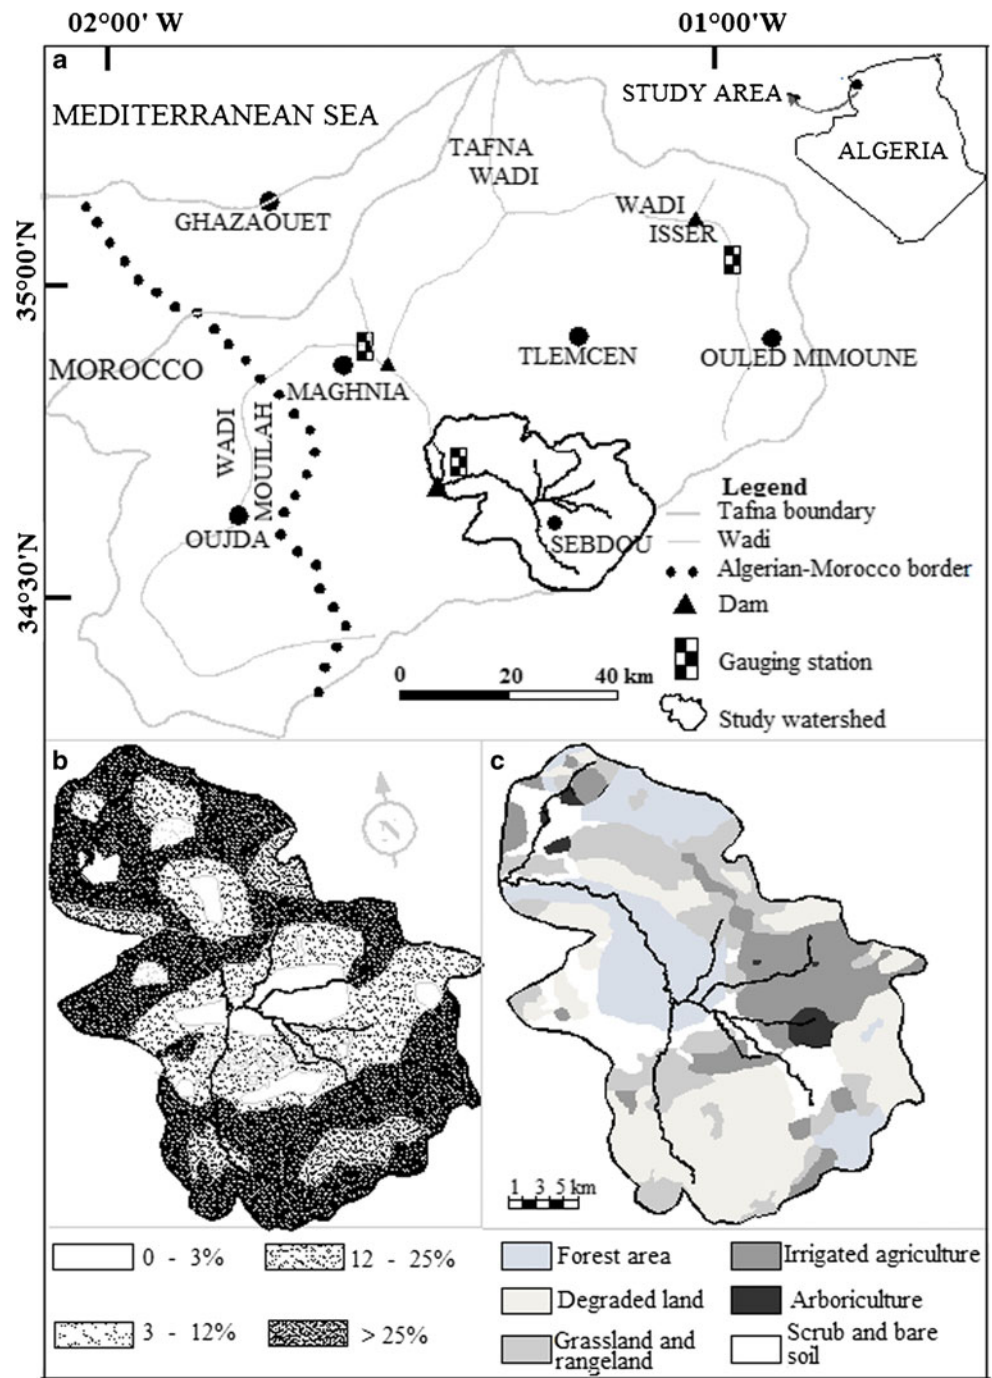 02°00' W
01°00' W
a
MEDITERRANEAN SEA
STUDY AREA
ALGERIA
TAFNA
WADI
WADI
ISSER
GHAZAOUET
35°00'N
MOROCCO
MAGHNIA
TLEMCEN
OULED MIMOUNE
WADI
MOUILAH
OUJDA
SEBDOU
34°30'N
Legend
Tafna boundary
Wadi
Algerian-Morocco border
Dam
Gauging station
Study watershed
0 20 40 km
b
N
c
1 3 5 km
0 - 3%
12 - 25%
3 - 12%
> 25%
Forest area
Irrigated agriculture
Degraded land
Arboriculture
Grassland and
rangeland
Scrub and bare
soil